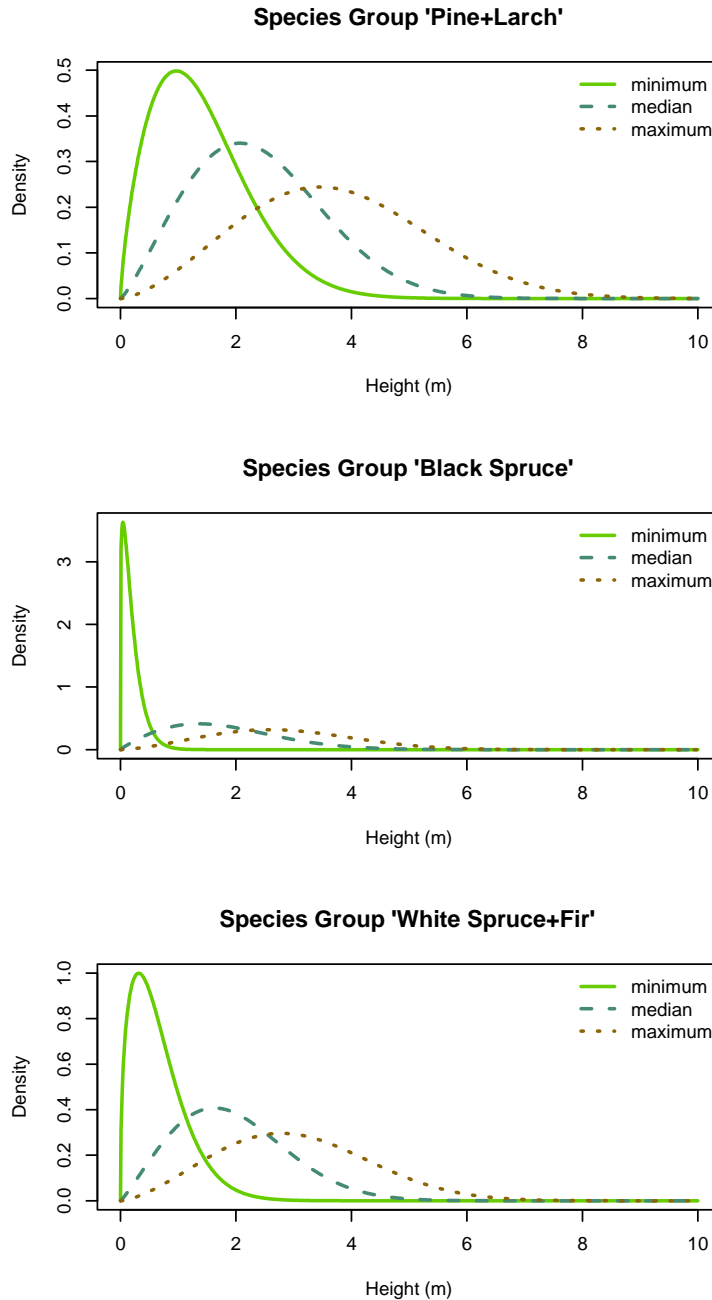 Species Group 'Pine+Larch'
0.5
0.4
0.3
0.2
0.1
0.0
Density
minimum
median
maximum
0 2 4 6 8 10
Height (m)
Species Group 'Black Spruce'
3
2
1
0
Density
minimum
median
maximum
0 2 4 6 8 10
Height (m)
Species Group 'White Spruce+Fir'
1.0
0.8
0.6
0.4
0.2
0.0
Density
minimum
median
maximum
0 2 4 6 8 10
Height (m)